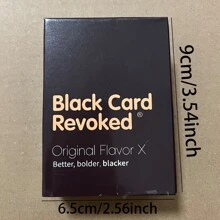 Black Card
Revoked®
Original Flavor X
Better, bolder, blacker
9cm/3.54inch
6.5cm/2.56inch